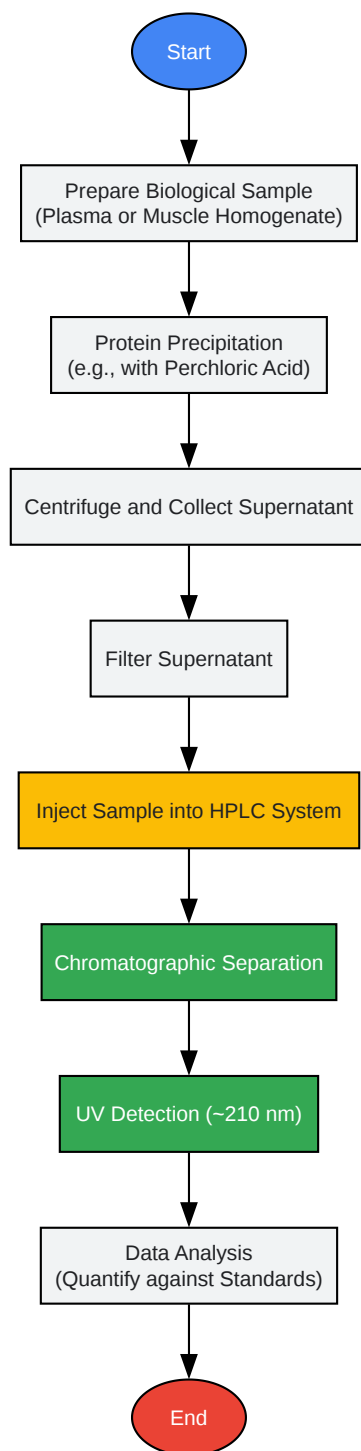 Start
Prepare Biological Sample
(Plasma or Muscle Homogenate)
Protein Precipitation
(e.g., with Perchloric Acid)
Centrifuge and Collect Supernatant
Filter Supernatant
Inject Sample into HPLC System
Chromatographic Separation
UV Detection (~210 nm)
Data Analysis
(Quantify against Standards)
End